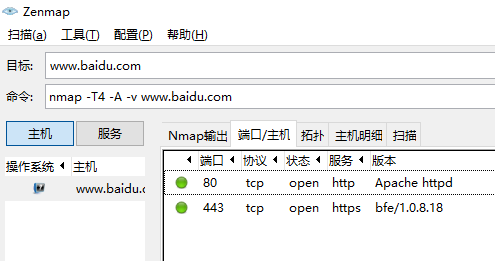 Zenmap
扫描(a) 工具(T) 配置(P) 帮助(H)
目标: www.baidu.com
命令: nmap -T4 -A -v www.baidu.com
主机 服务 Nmap输出 端口/主机 拓扑 主机明细 扫描
操作系统 主机 端口 协议 状态 服务 版本
www.baidu.c 80 tcp open http Apache httpd
443 tcp open https bfe/1.0.8.18